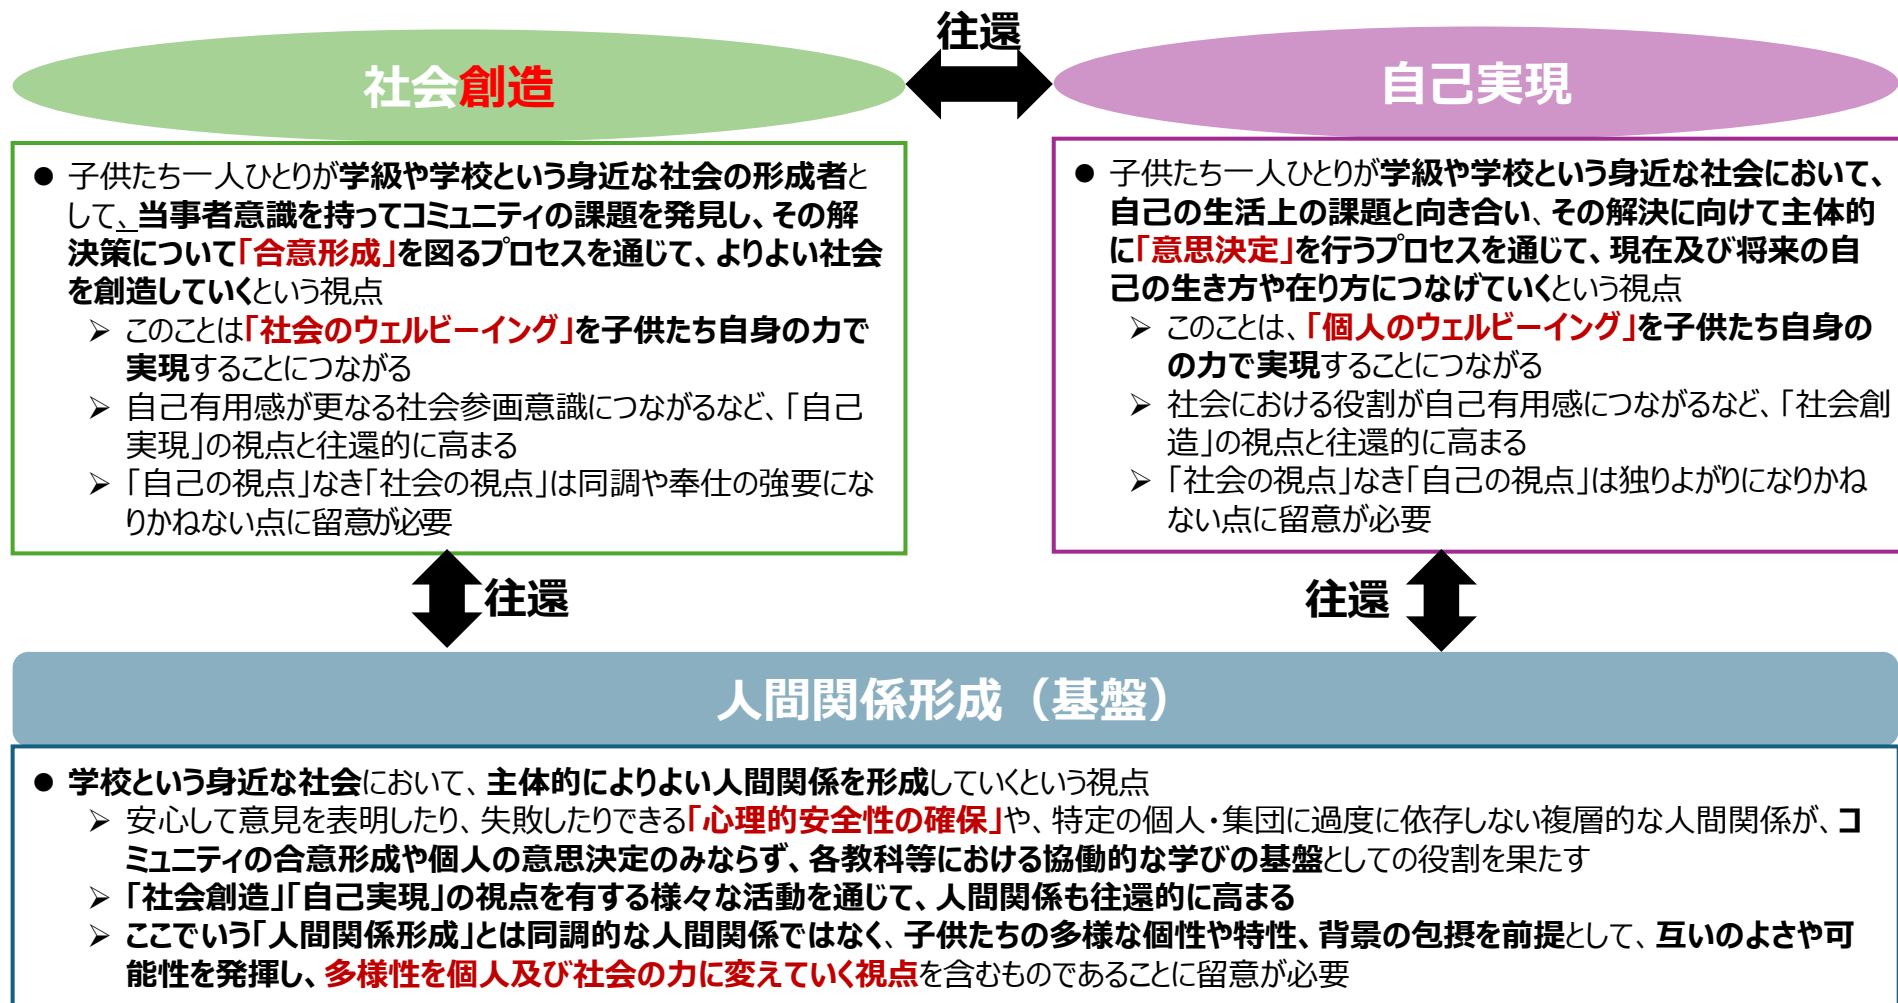 往還
社会創造
自己実現
● 子供たち一人ひとりが学級や学校という身近な社会の形成者と
して、当事者意識を持ってコミュニティの課題を発見し、その解
決策について「合意形成」を図るプロセスを通じて、よりよい社会
を創造していくという視点
➢ このことは「社会のウェルビーイング」を子供たち自身の力で
実現することにつながる
➢ 自己有用感が更なる社会参画意識につながるなど、「自己
実現」の視点と往還的に高まる
➢ 「自己の視点」なき「社会の視点」は同調や奉仕の強要にな
りかねない点に留意が必要
● 子供たち一人ひとりが学級や学校という身近な社会において、
自己の生活上の課題と向き合い、その解決に向けて主体的
に「意思決定」を行うプロセスを通じて、現在及び将来の自
己の生き方や在り方につなげていくという視点
➢ このことは、「個人のウェルビーイング」を子供たち自身の
の力で実現することにつながる
➢ 社会における役割が自己有用感につながるなど、「社会創
造」の視点と往還的に高まる
➢ 「社会の視点」なき「自己の視点」は独りよがりになりかね
ない点に留意が必要
往還
往還
人間関係形成（基盤）
● 学校という身近な社会において、主体的によりよい人間関係を形成していくという視点
➢ 安心して意見を表明したり、失敗したりできる「心理的安全性の確保」や、特定の個人・集団に過度に依存しない複層的な人間関係が、コ
ミュニティの合意形成や個人の意思決定のみならず、各教科等における協働的な学びの基盤としての役割を果たす
➢ 「社会創造」「自己実現」の視点を有する様々な活動を通じて、人間関係も往還的に高まる
➢ ここでいう「人間関係形成」とは同調的な人間関係ではなく、子供たちの多様な個性や特性、背景の包摂を前提として、互いのよさや可
能性を発揮し、多様性を個人及び社会の力に変えていく視点を含むものであることに留意が必要